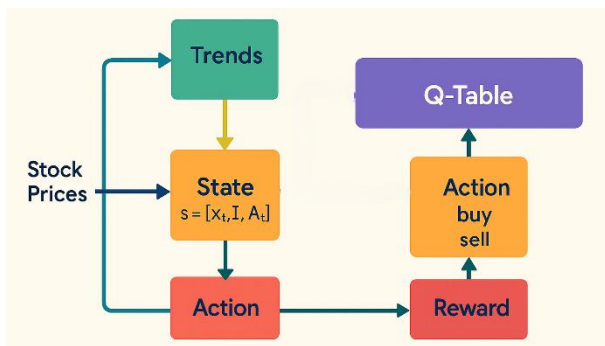 Trends
Q-Table
Stock
Prices
State
s = [xₜ, I, Aₜ]
Action
buy
sell
Action
Reward